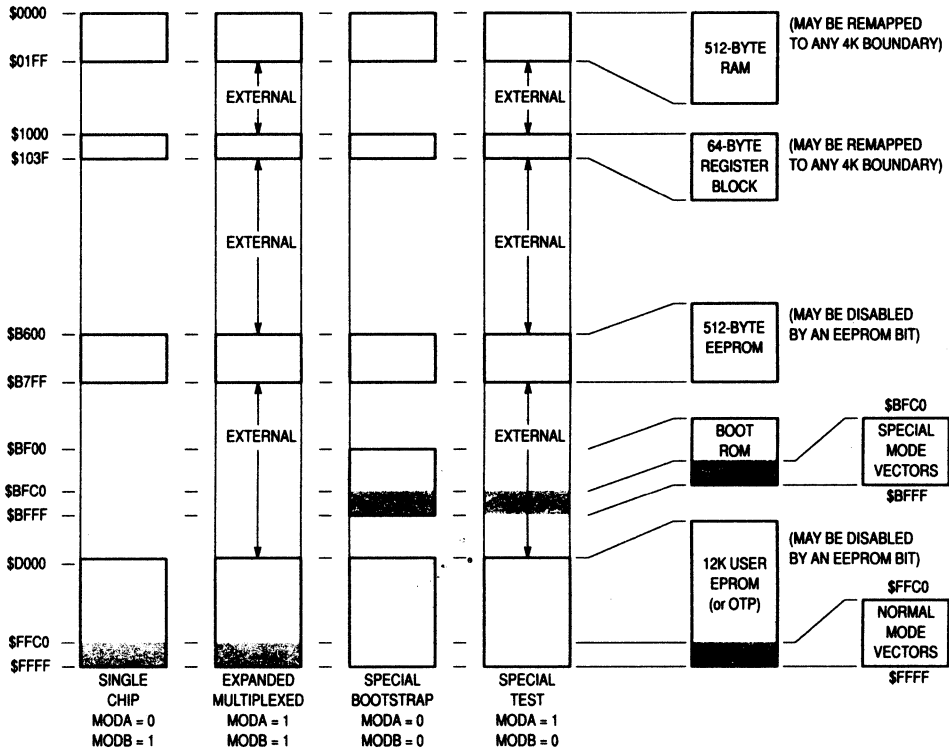 $0000
$01FF
$1000
$103F
$B600
$B7FF
$BF00
$BFC0
$BFFF
$D000
$FFC0
$FFFF
EXTERNAL
EXTERNAL
EXTERNAL
EXTERNAL
EXTERNAL
EXTERNAL
512-BYTE
RAM
(MAY BE REMAPPED
TO ANY 4K BOUNDARY)
64-BYTE
REGISTER
BLOCK
(MAY BE REMAPPED
TO ANY 4K BOUNDARY)
512-BYTE
EEPROM
(MAY BE DISABLED
BY AN EEPROM BIT)
BOOT
ROM
$BFC0
SPECIAL
MODE
VECTORS
$BFFF
12K USER
EPROM
(or OTP)
(MAY BE DISABLED
BY AN EEPROM BIT)
$FFC0
NORMAL
MODE
VECTORS
$FFFF
SINGLE
CHIP
MODA = 0
MODB = 1
EXPANDED
MULTIPLEXED
MODA = 1
MODB = 1
SPECIAL
BOOTSTRAP
MODA = 0
MODB = 0
SPECIAL
TEST
MODA = 1
MODB = 0